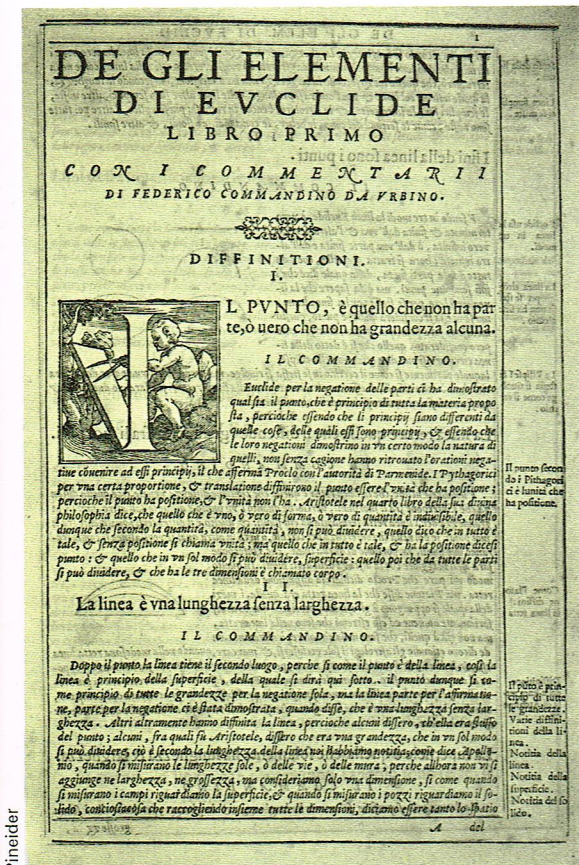 1
DE GLI ELEMENTI
DI EVCLIDE
LIBRO PRIMO
CON I COMMENTARII
DI FEDERICO COMMANDINO DA VRBINO.
DIFFINITIONI.
I.
IL PVNTO, è quello che non ha par
te, ò uero che non ha grandezza alcuna.
IL COMMANDINO.
Euclide per la negatione delle parti ci ha dimostrato
qual sia il punto, che è principio di tutta la materia propo
sta, percioche essendo che li principij siano differenti da
quelle cose, delle quali essi sono principij, & essendo che
le loro negationi dimostrino in vn certo modo la natura di
quelli, non senza cagione hanno ritrouato l'orationi nega-
tiue cōuenire ad essi principij, il che afferma Proclo con l'autorità di Parmenide. I Pythagorici
per vna certa proportione, & translatione diffinirono il punto essere l'vnità che ha positione;
percioche il punto ha positione, & l'vnità non l'ha. Aristotele nel quarto libro della sua diuina
philosophia dice, che quello che è vno, ò vero di forma, ò vero di quantità è indiuisibile, quello
dunque che secondo la quantità, come quantità, non si può diuidere, quello dico che in tutto è
tale, & senza positione si chiama vnità; ma quello che in tutto è tale, & ha la positione dicesi
punto: & quello che in vn sol modo si può diuidere, superficie: quello poi che da tutte le parti
si può diuidere, & che ha le tre dimensioni è chiamato corpo.
Il punto secon
do i Pithagori
ci è l'unità che
ha positione.
II.
La linea è vna lunghezza senza larghezza.
IL COMMANDINO.
Doppo il punto la linea tiene il secondo luogo, perche si come il punto è della linea, cosi la
linea è principio della superficie, della quale si dirà qui sotto. il punto dunque si co-
me principio di tutte le grandezze per la negatione sola, ma la linea parte per l'affirmatio-
ne, parte per la negatione ci è stata dimostrata, quando disse, che è vna lunghezza senza lar-
ghezza. Altri altramente hanno diffinita la linea, percioche alcuni dissero, ch'ella era flusso
del punto; alcuni, fra quali fu Aristotele, dissero che era vna grandezza, che in vn sol modo
si può diuidere, ciò è secondo la lunghezza. della linea noi habbiamo notitia, come dice Apollo-
nio, quando si misurano le lunghezze sole, ò delle vie, ò delle mura; perche allhora non vi si
aggiunge ne larghezza, ne grossezza, ma consideriamo solo vna dimensione, si come quando
si misurano i campi riguardiamo la superficie, & quando si misurano i pozzi riguardiamo il so-
lido, conciosiacosa che raccogliendo insieme tutte le dimensioni, diciamo essere tanto lo spatio
Il pūto è prin-
cipio di tutte
le grandezze.
Varie diffini-
tioni della li-
nea.
Notitia della
linea.
Notitia della
superficie.
Notitia del so
lido.
A del
Pineider